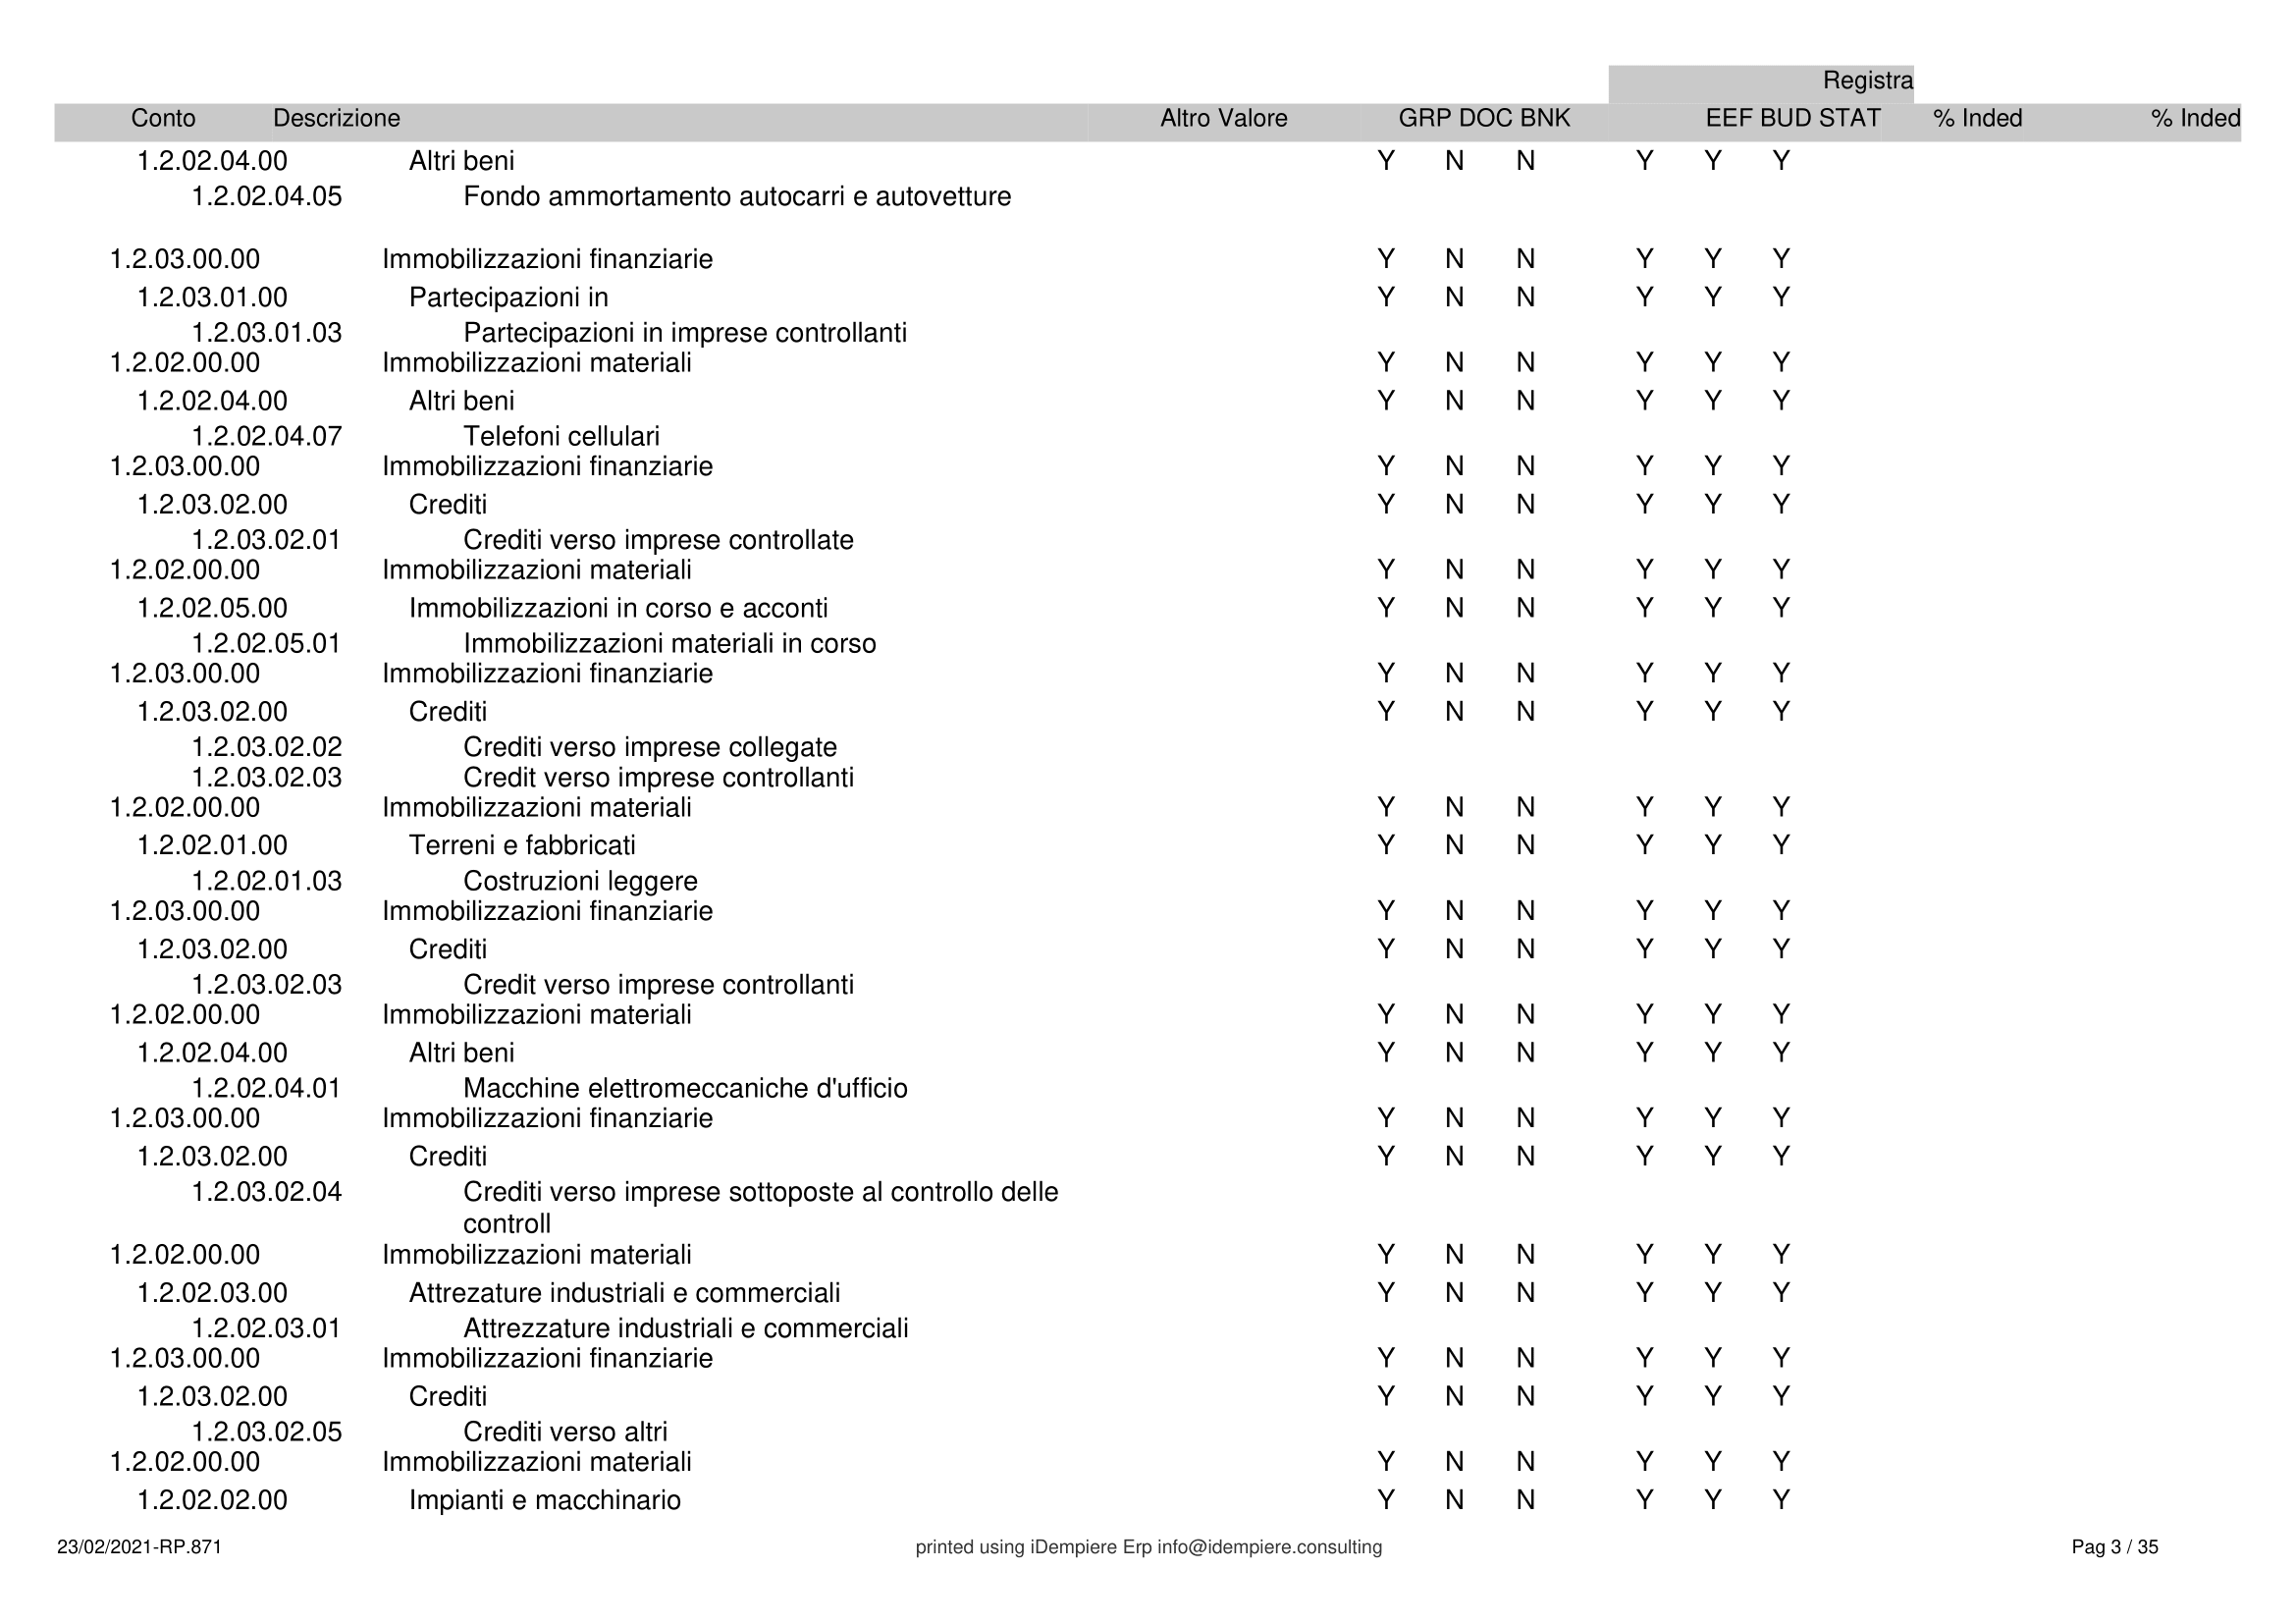 Registra
Conto Descrizione Altro Valore GRP DOC BNK EEF BUD STAT % Inded % Inded
1.2.02.04.00 Altri beni Y N N Y Y Y
1.2.02.04.05 Fondo ammortamento autocarri e autovetture
1.2.03.00.00 Immobilizzazioni finanziarie Y N N Y Y Y
1.2.03.01.00 Partecipazioni in Y N N Y Y Y
1.2.03.01.03 Partecipazioni in imprese controllanti
1.2.02.00.00 Immobilizzazioni materiali Y N N Y Y Y
1.2.02.04.00 Altri beni Y N N Y Y Y
1.2.02.04.07 Telefoni cellulari
1.2.03.00.00 Immobilizzazioni finanziarie Y N N Y Y Y
1.2.03.02.00 Crediti Y N N Y Y Y
1.2.03.02.01 Crediti verso imprese controllate
1.2.02.00.00 Immobilizzazioni materiali Y N N Y Y Y
1.2.02.05.00 Immobilizzazioni in corso e acconti Y N N Y Y Y
1.2.02.05.01 Immobilizzazioni materiali in corso
1.2.03.00.00 Immobilizzazioni finanziarie Y N N Y Y Y
1.2.03.02.00 Crediti Y N N Y Y Y
1.2.03.02.02 Crediti verso imprese collegate
1.2.03.02.03 Credit verso imprese controllanti
1.2.02.00.00 Immobilizzazioni materiali Y N N Y Y Y
1.2.02.01.00 Terreni e fabbricati Y N N Y Y Y
1.2.02.01.03 Costruzioni leggere
1.2.03.00.00 Immobilizzazioni finanziarie Y N N Y Y Y
1.2.03.02.00 Crediti Y N N Y Y Y
1.2.03.02.03 Credit verso imprese controllanti
1.2.02.00.00 Immobilizzazioni materiali Y N N Y Y Y
1.2.02.04.00 Altri beni Y N N Y Y Y
1.2.02.04.01 Macchine elettromeccaniche d'ufficio
1.2.03.00.00 Immobilizzazioni finanziarie Y N N Y Y Y
1.2.03.02.00 Crediti Y N N Y Y Y
1.2.03.02.04 Crediti verso imprese sottoposte al controllo delle
controll
1.2.02.00.00 Immobilizzazioni materiali Y N N Y Y Y
1.2.02.03.00 Attrezature industriali e commerciali Y N N Y Y Y
1.2.02.03.01 Attrezzature industriali e commerciali
1.2.03.00.00 Immobilizzazioni finanziarie Y N N Y Y Y
1.2.03.02.00 Crediti Y N N Y Y Y
1.2.03.02.05 Crediti verso altri
1.2.02.00.00 Immobilizzazioni materiali Y N N Y Y Y
1.2.02.02.00 Impianti e macchinario Y N N Y Y Y
23/02/2021-RP.871 printed using iDempiere Erp info@idempiere.consulting Pag 3 / 35